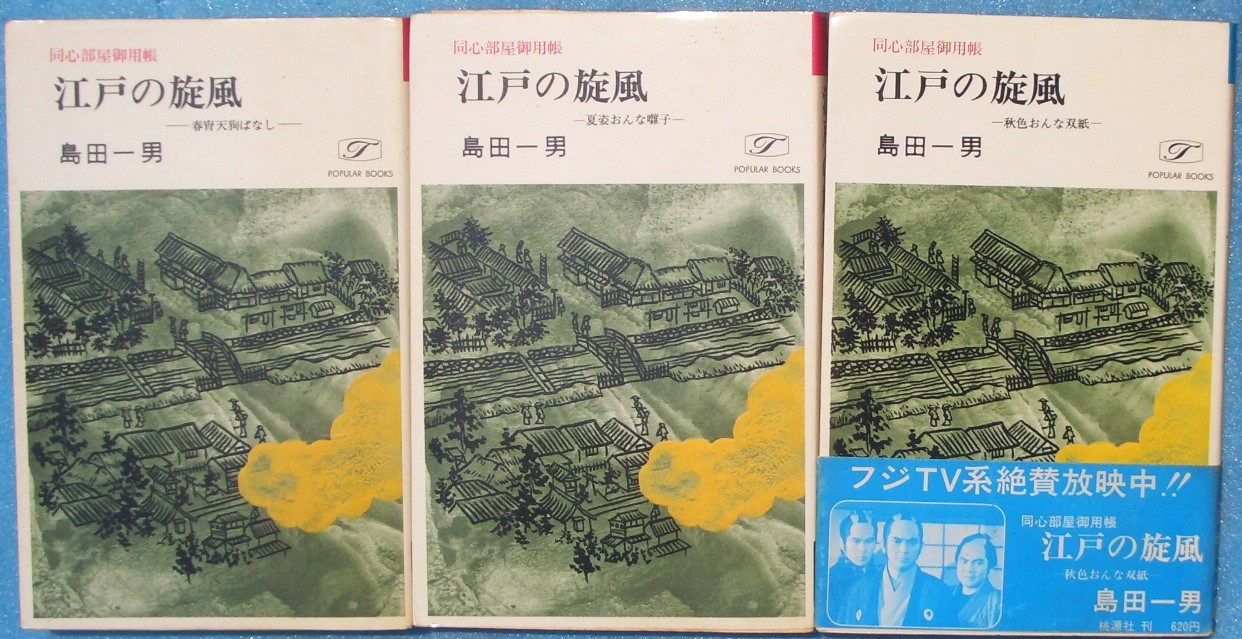 同心部屋御用帳
江戸の旋風
―春宵天狗ばなし―
島田一男
T
POPULAR BOOKS
同心部屋御用帳
江戸の旋風
―夏姿おんな囃子―
島田一男
T
POPULAR BOOKS
同心部屋御用帳
江戸の旋風
―秋色おんな双紙―
島田一男
T
POPULAR BOOKS
フジTV系絶賛放映中!!
同心部屋御用帳
江戸の旋風
―秋色おんな双紙―
島田一男
桃源社 刊 620円